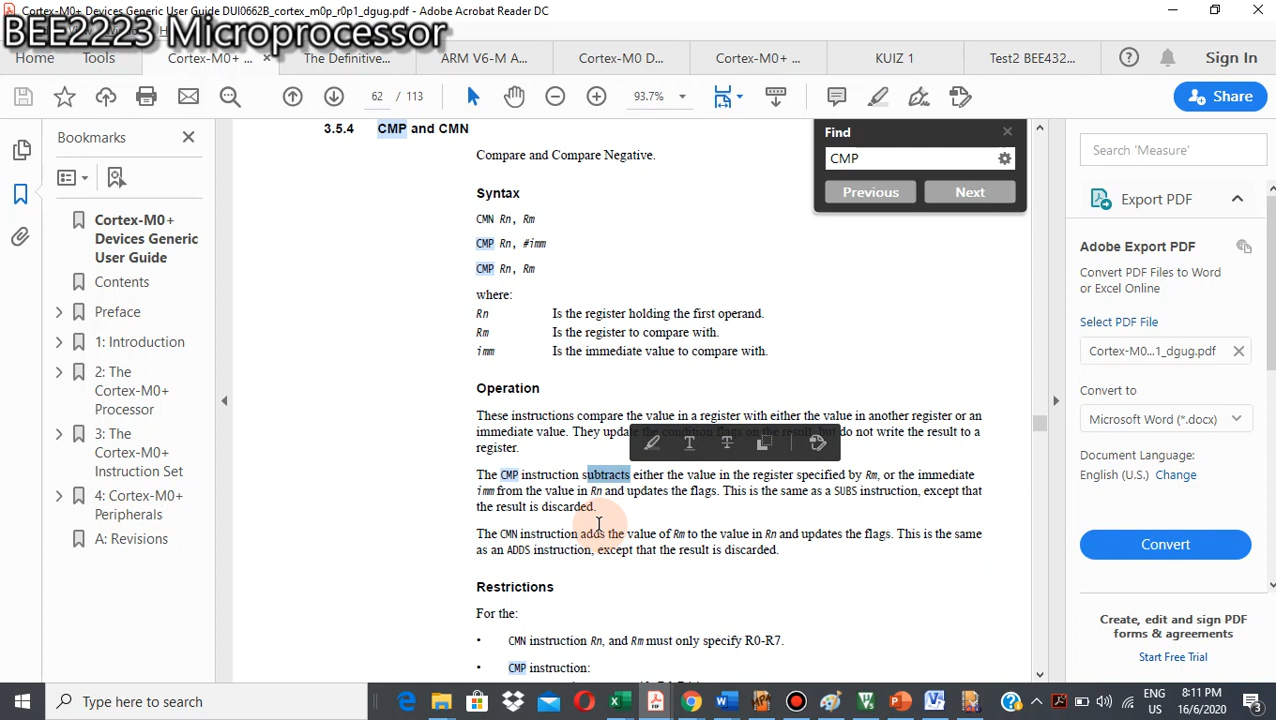 Cortex-M0+ Devices Generic User Guide DUI0662B_cortex_m0p_r0p1_dgug.pdf - Adobe Acrobat Reader DC
BEE2223 Microprocessor
Home
Tools
Cortex-M0+ ...
The Definitive...
ARM V6-M A...
Cortex-M0 D...
Cortex-M0+ ...
KUIZ 1
Test2 BEE432...
Sign In
62 / 113
93.7%
Share
Bookmarks
Cortex-M0+
Devices Generic
User Guide
Contents
Preface
1: Introduction
2: The
Cortex-M0+
Processor
3: The
Cortex-M0+
Instruction Set
4: Cortex-M0+
Peripherals
A: Revisions
3.5.4 CMP and CMN
Compare and Compare Negative.
Syntax
CMN Rn, Rm
CMP Rn, #imm
CMP Rn, Rm
where:
Rn Is the register holding the first operand.
Rm Is the register to compare with.
imm Is the immediate value to compare with.
Operation
These instructions compare the value in a register with either the value in another register or an
immediate value. They update the condition flags on the result, but do not write the result to a
register.
The CMP instruction subtracts either the value in the register specified by Rm, or the immediate
imm from the value in Rn and updates the flags. This is the same as a SUBS instruction, except that
the result is discarded.
The CMN instruction adds the value of Rm to the value in Rn and updates the flags. This is the same
as an ADDS instruction, except that the result is discarded.
Restrictions
For the:
• CMN instruction Rn, and Rm must only specify R0-R7.
• CMP instruction:
Find
CMP
Previous
Next
Search 'Measure'
Export PDF
Adobe Export PDF
Convert PDF Files to Word
or Excel Online
Select PDF File
Cortex-M0...1_dgug.pdf
Convert to
Microsoft Word (*.docx)
Document Language:
English (U.S.) Change
Convert
Create, edit and sign PDF
forms & agreements
Start Free Trial
Type here to search
ENG
US
8:11 PM
16/6/2020
3